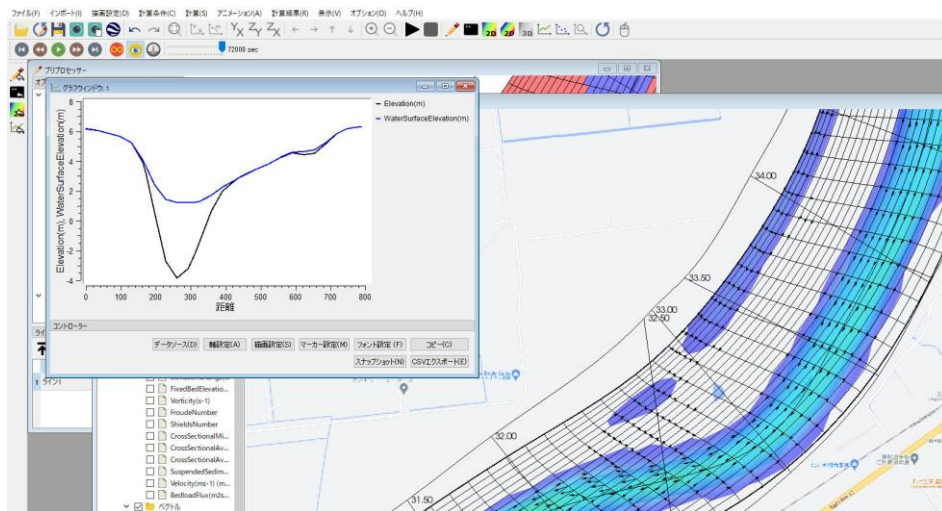 ファイル(F) インポート(I) 描画設定(D) 計算条件(C) 計算(S) アニメーション(A) 計算結果(R) 表示(V) オプション(O) ヘルプ(H)
72000 sec
プリプロセッサー
グラフウィンドウ: 1
Elevation(m)
WaterSurfaceElevation(m)
Elevation(m), WaterSurfaceElevation(m)
8
6
4
2
0
-2
-4
0 100 200 300 400 500 600 700 800
距離
コントローラー
データソース(D) 軸設定(A) 描画設定(S) マーカー設定(M) フォント設定 (F) コピー(C)
スナップショット(N) CSVエクスポート(E)
1 ライン1
FixedBedElevatio...
Vorticity(s-1)
FroudeNumber
ShieldsNumber
CrossSectionalMi...
CrossSectionalAv...
CrossSectionalAv...
SuspendedSedim...
Velocity(ms-1) (m...
BedloadFlux(m2s...
ベクトル
34.00
33.50
33.00
32.50
32.00
31.50